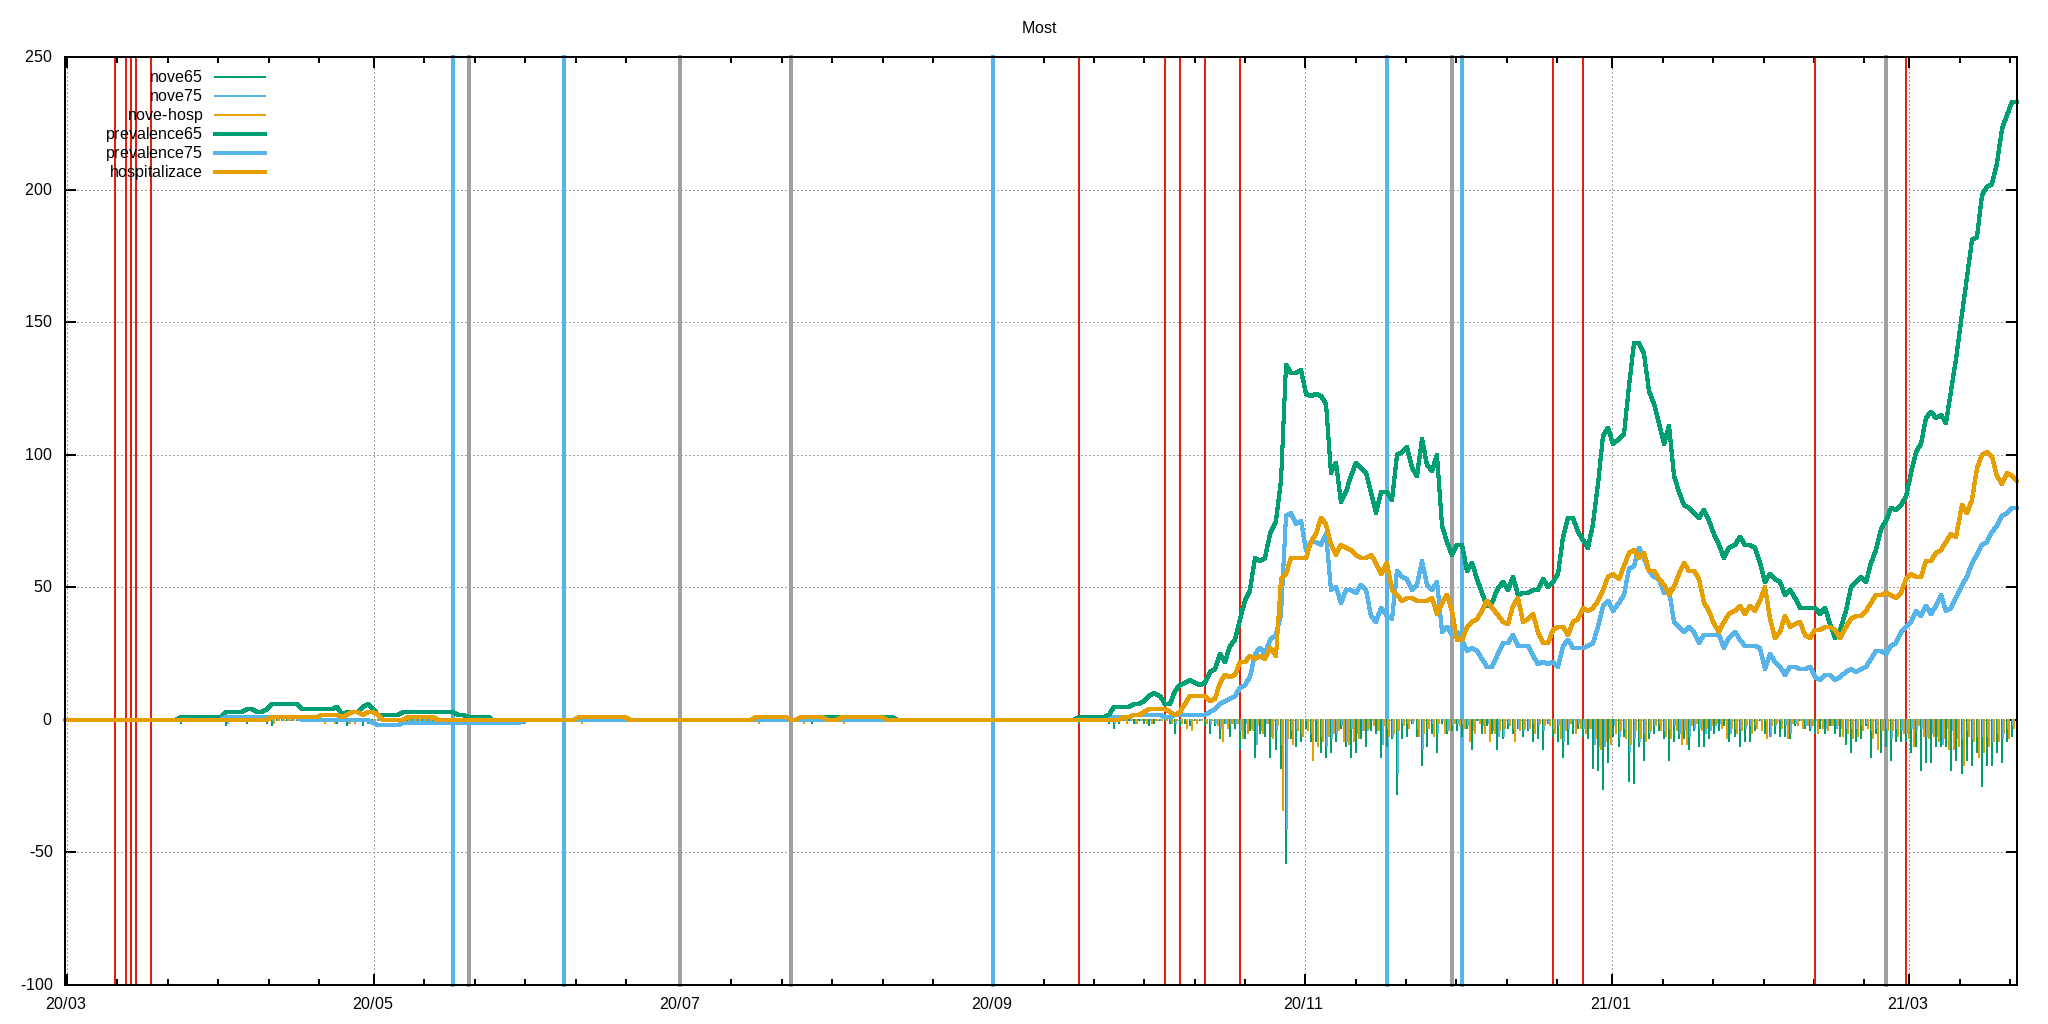 Most
250
nove65
nove75
nove-hosp
prevalence65
prevalence75
hospitalizace
200
150
100
50
0
-50
-100
20/03 20/05 20/07 20/09 20/11 21/01 21/03